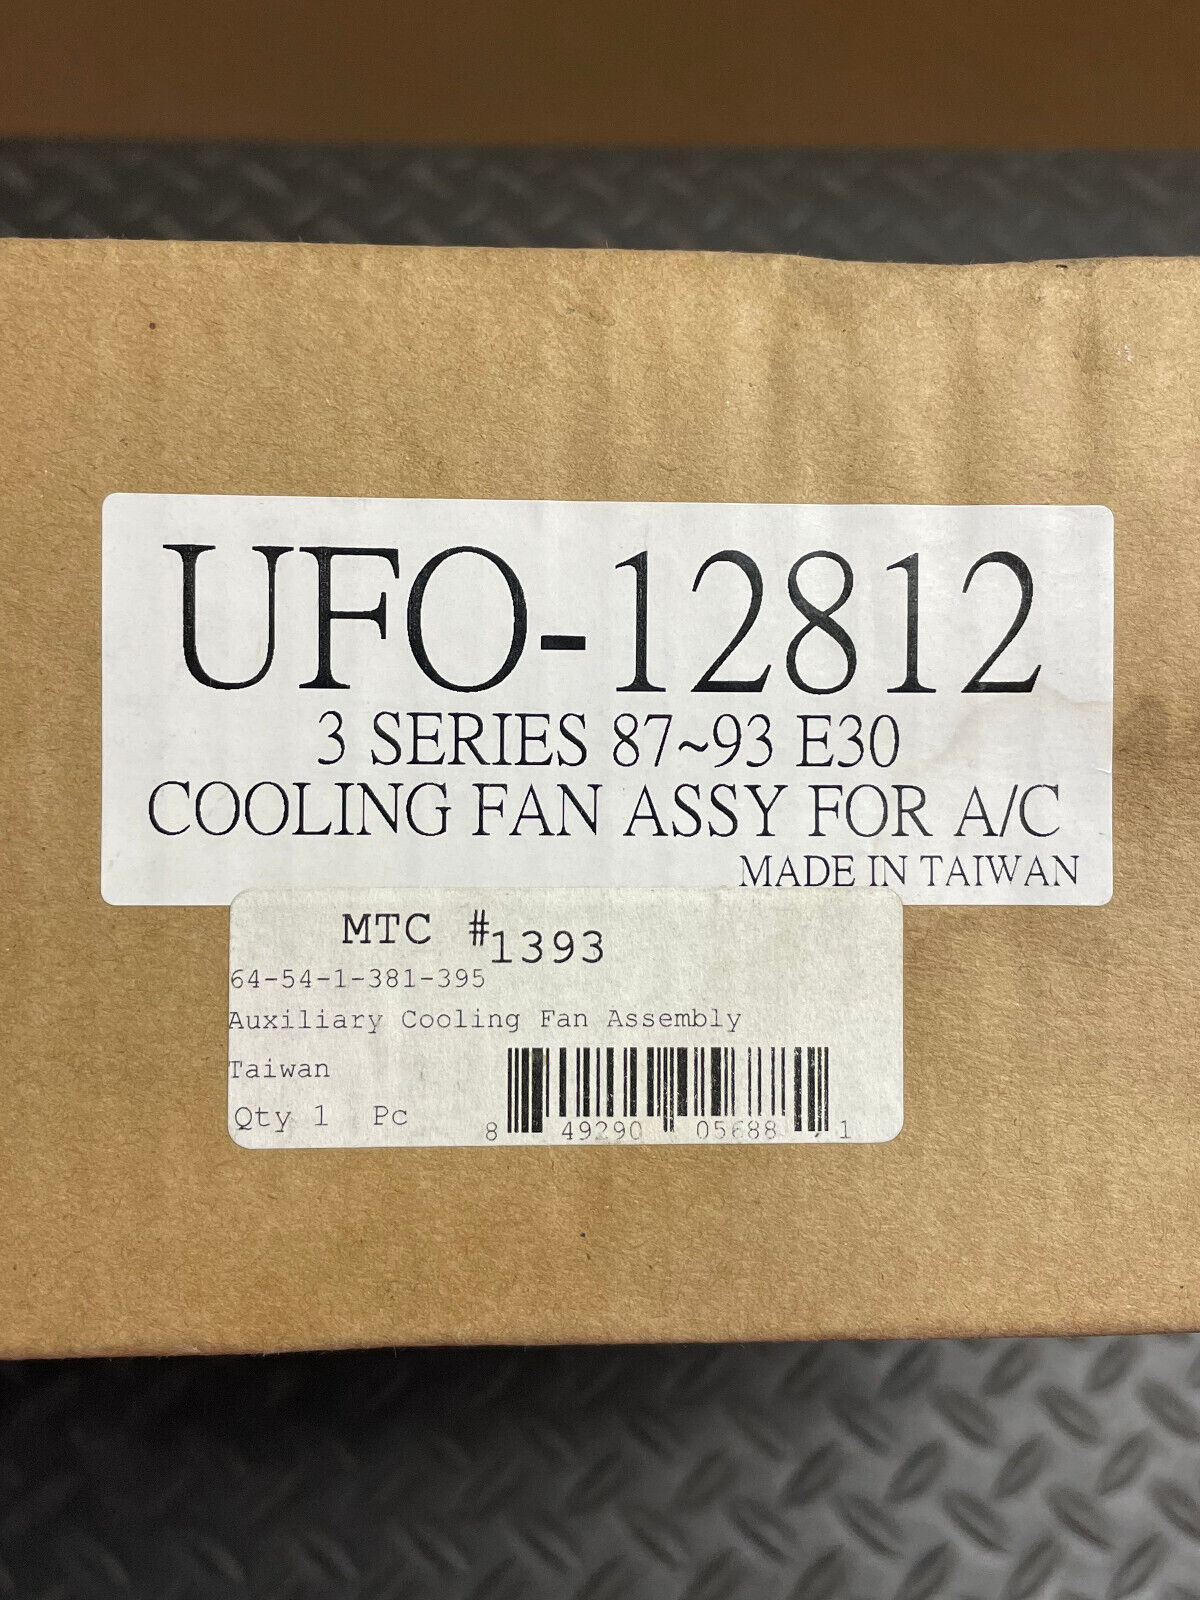 UFO-12812
3 SERIES 87~93 E30
COOLING FAN ASSY FOR A/C
MADE IN TAIWAN
MTC #1393
64-54-1-381-395
Auxiliary Cooling Fan Assembly
Taiwan
Qty 1 Pc
8 49290 05688 1